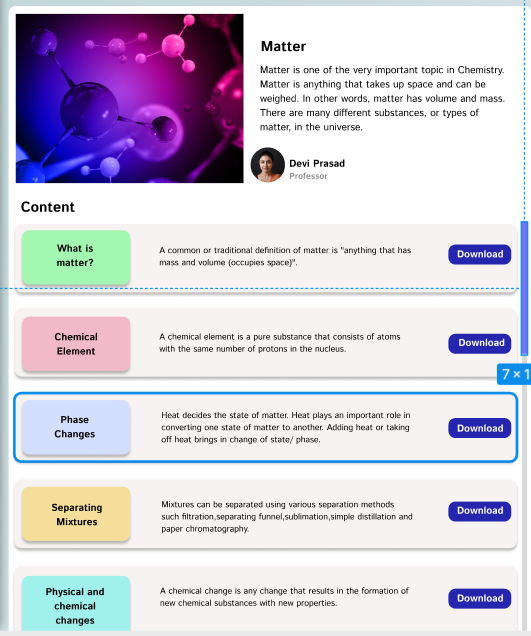 Matter
Matter is one of the very important topic in Chemistry.
Matter is anything that takes up space and can be
weighed. In other words, matter has volume and mass.
There are many different substances, or types of
matter, in the universe.
Devi Prasad
Professor
Content
What is
matter?
A common or traditional definition of matter is "anything that has
mass and volume (occupies space)".
Download
Chemical
Element
A chemical element is a pure substance that consists of atoms
with the same number of protons in the nucleus.
Download
7 × 1
Phase
Changes
Heat decides the state of matter. Heat plays an important role in
converting one state of matter to another. Adding heat or taking
off heat brings in change of state/ phase.
Download
Separating
Mixtures
Mixtures can be separated using various separation methods
such filtration,separating funnel,sublimation,simple distillation and
paper chromatography.
Download
Physical and
chemical
changes
A chemical change is any change that results in the formation of
new chemical substances with new properties.
Download